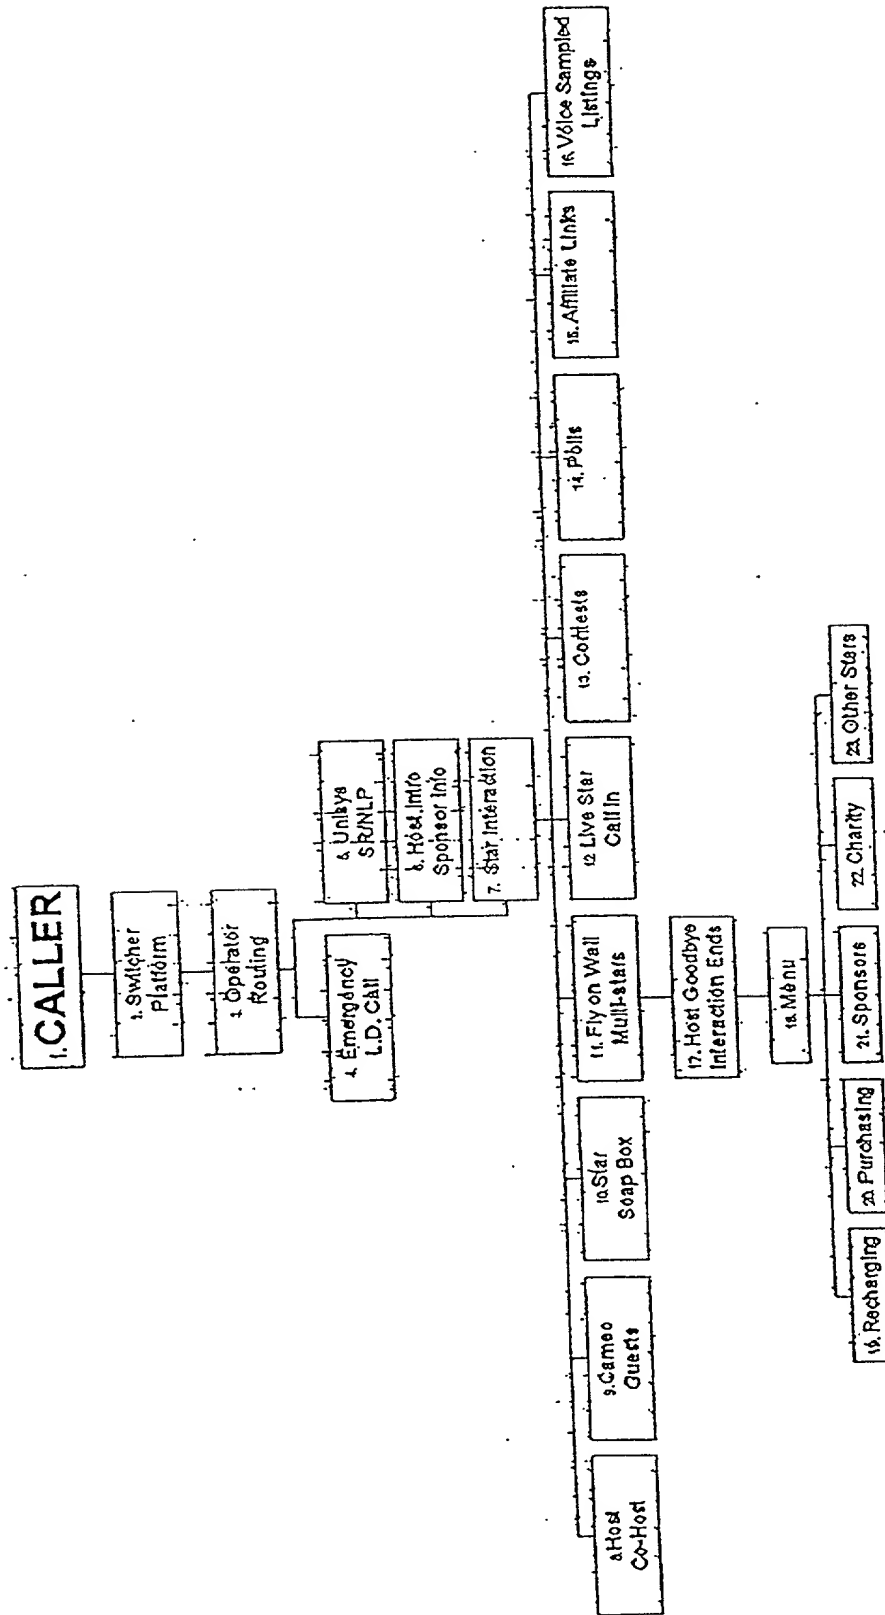 1. CALLER
2. Switcher
Platform
3. Operator
Routing
4. Emergency
L.D. Call
5. Unisys
SR/NLP
6. Host Intro
Sponsor Info
7. Star Interaction
8. Host
Co-Host
9. Cameo
Guests
10. Star
Soap Box
11. Fly on Wall
Multi-stars
12. Live Star
Call In
13. Contests
14. Polls
15. Affiliate Links
16. Voice Sampled
Listings
17. Host Goodbye
Interaction Ends
18. Menu
19. Recharging
20. Purchasing
21. Sponsors
22. Charity
23. Other Stars